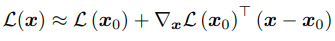 ℒ(𝒙) ≈ ℒ(𝒙₀) + ∇𝒙ℒ(𝒙₀)⊤(𝒙 − 𝒙₀)